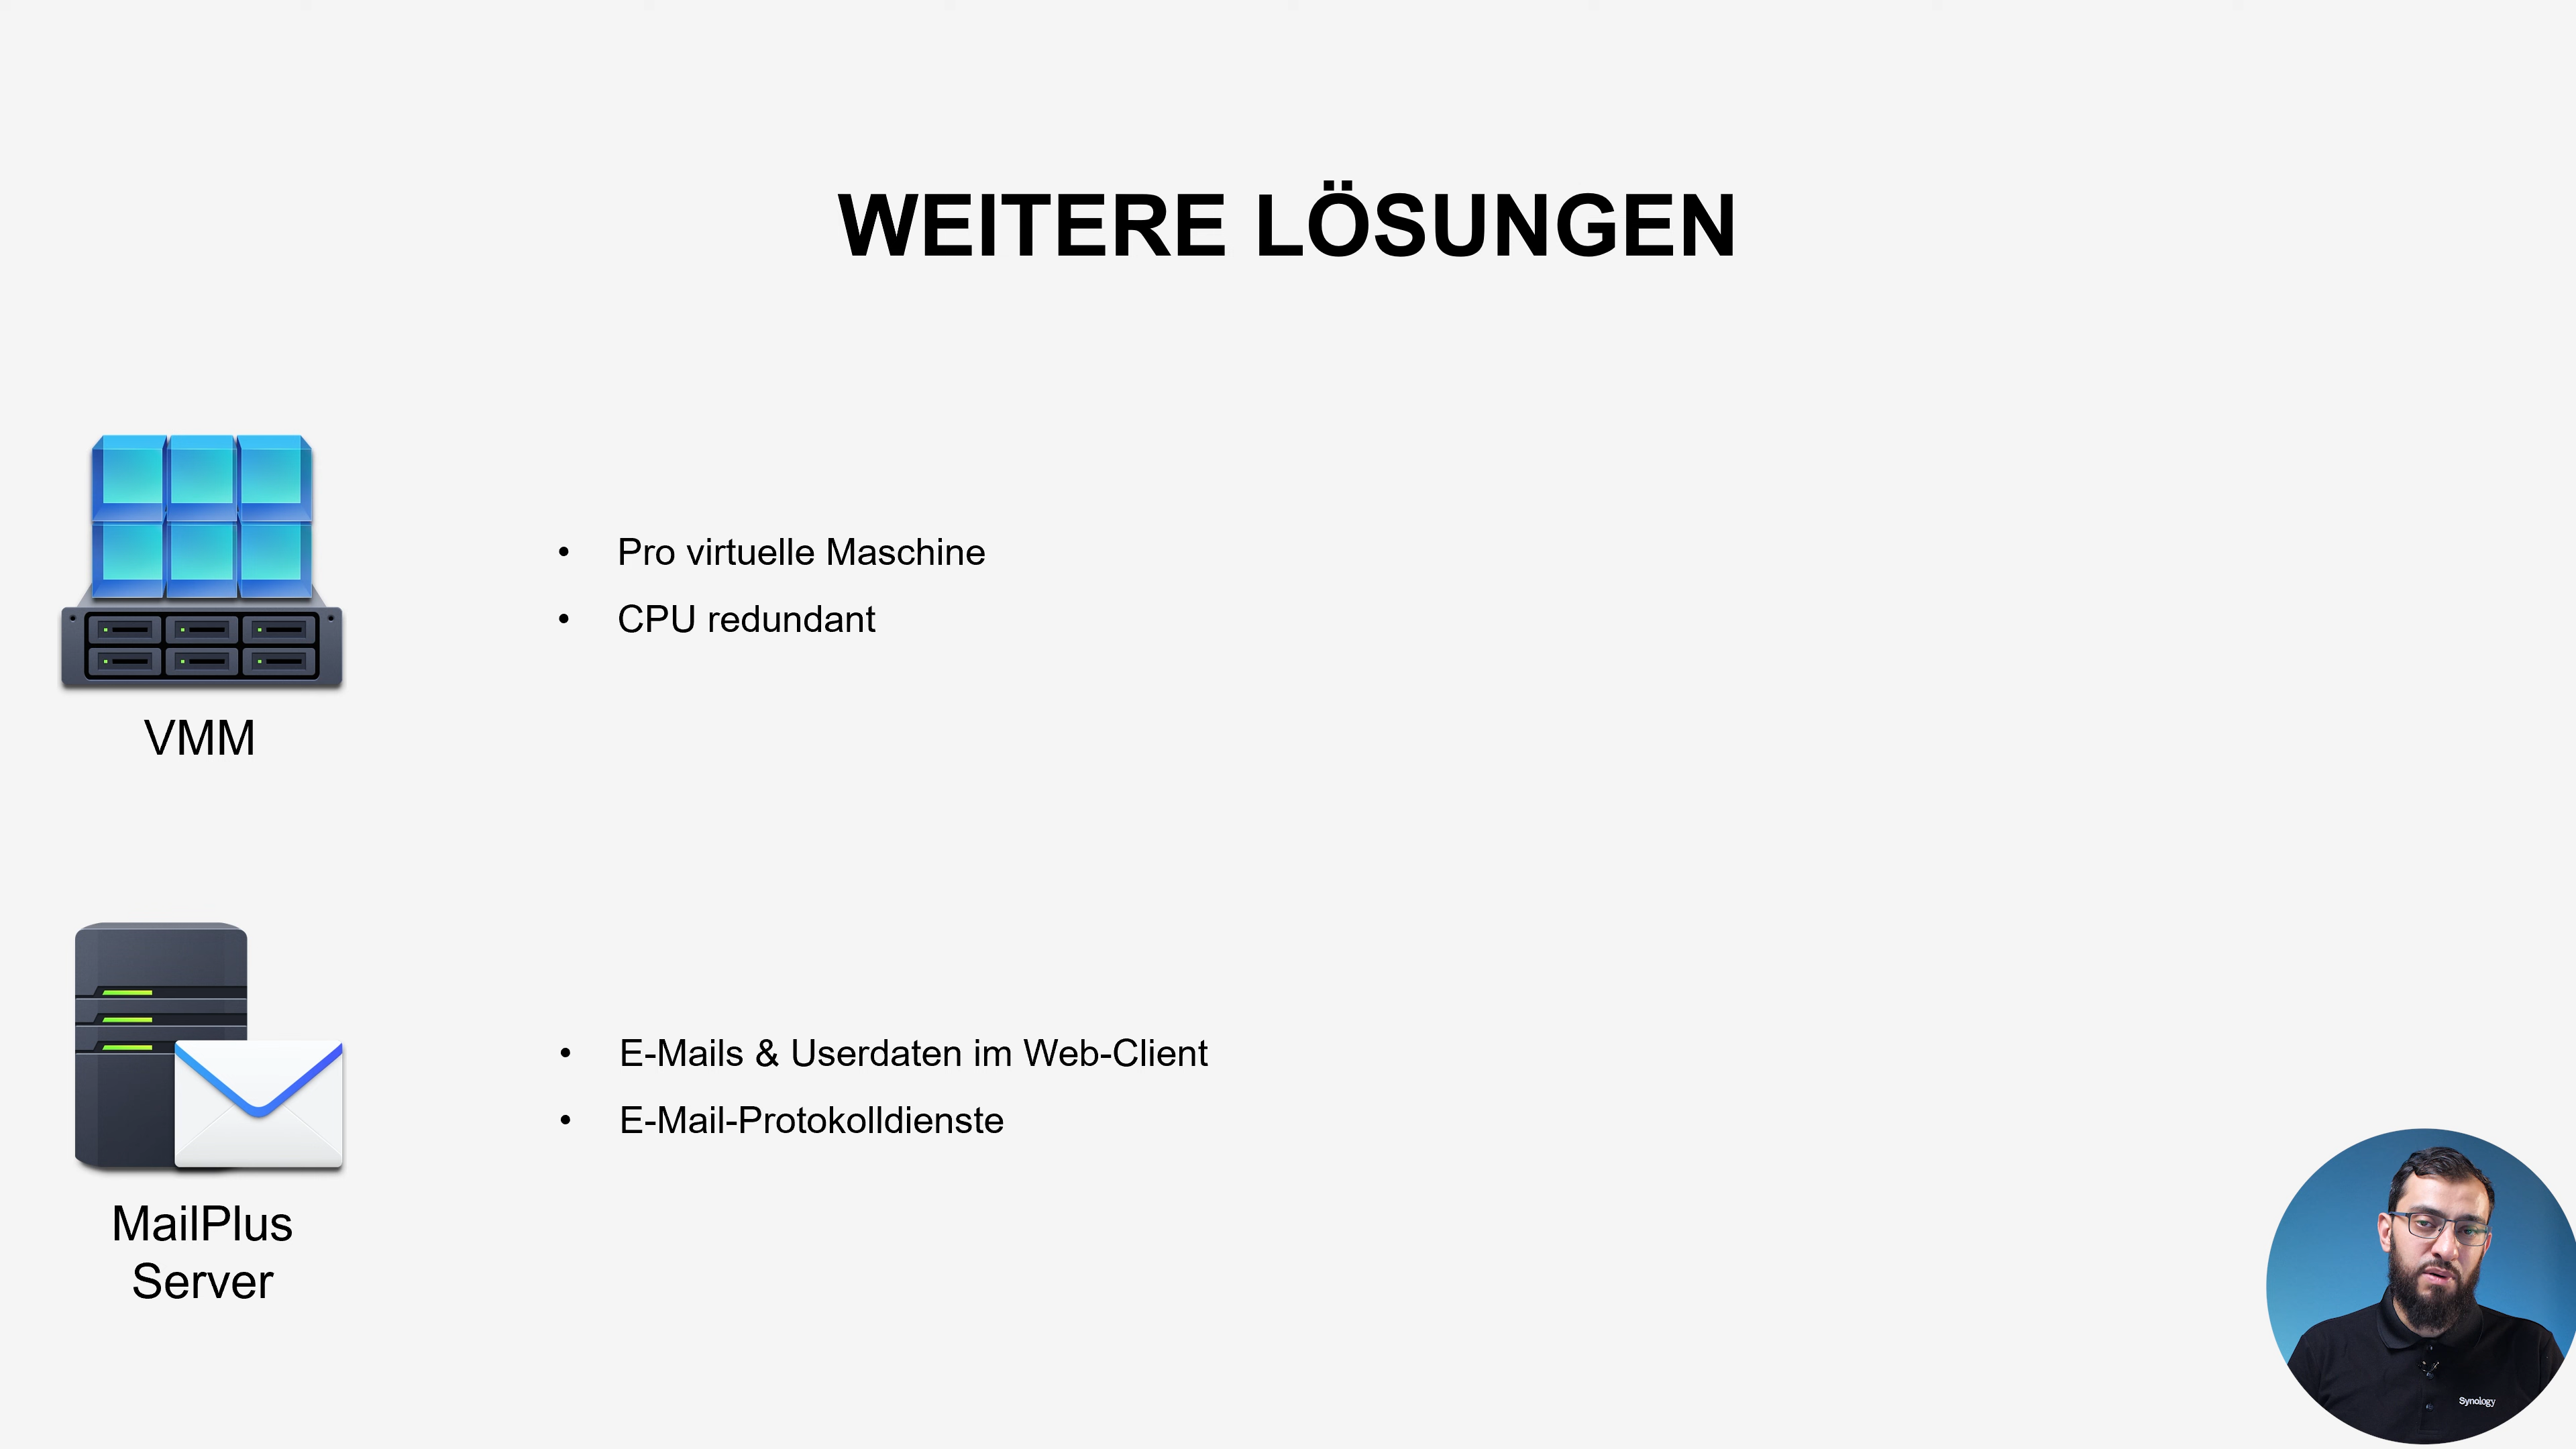 WEITERE LÖSUNGEN
• Pro virtuelle Maschine
• CPU redundant
VMM
• E-Mails & Userdaten im Web-Client
• E-Mail-Protokolldienste
MailPlus
Server
Synology